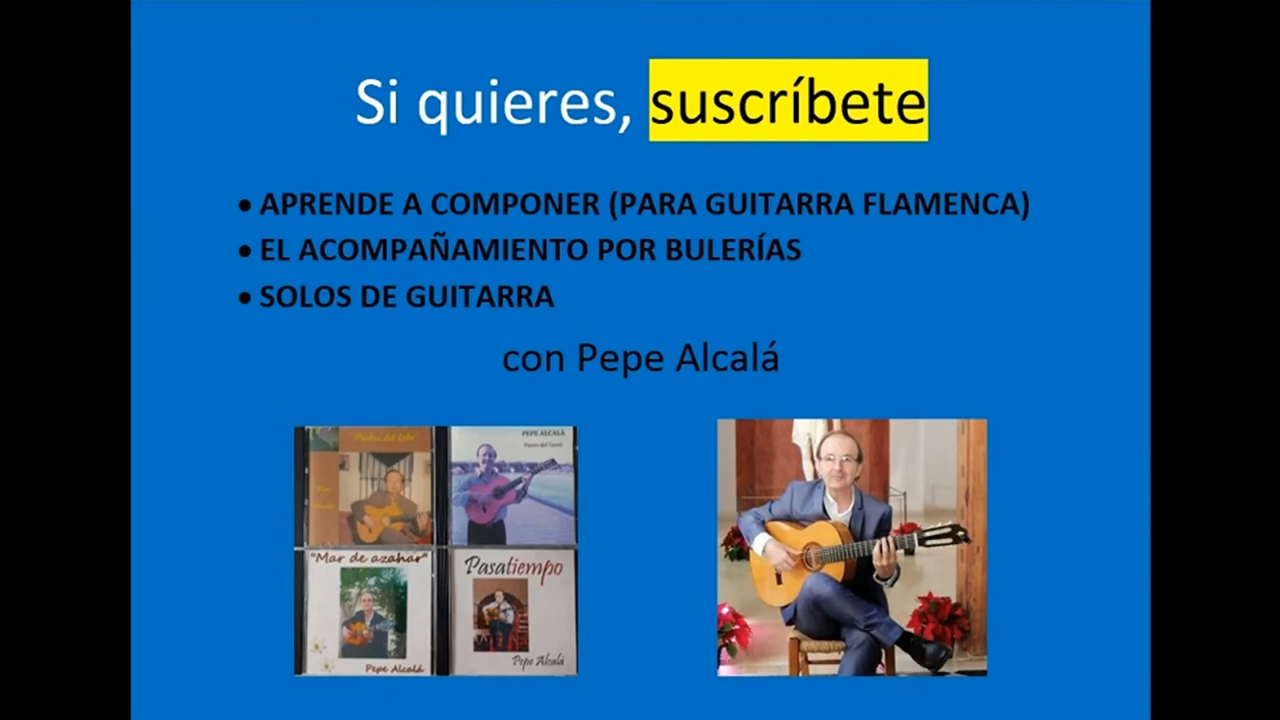 Si quieres, suscríbete
• APRENDE A COMPONER (PARA GUITARRA FLAMENCA)
• EL ACOMPAÑAMIENTO POR BULERÍAS
• SOLOS DE GUITARRA
con Pepe Alcalá
PEPE ALCALÁ
"Mar de azahar"
Pepe Alcalá
Pasatiempo
Pepe Alcalá